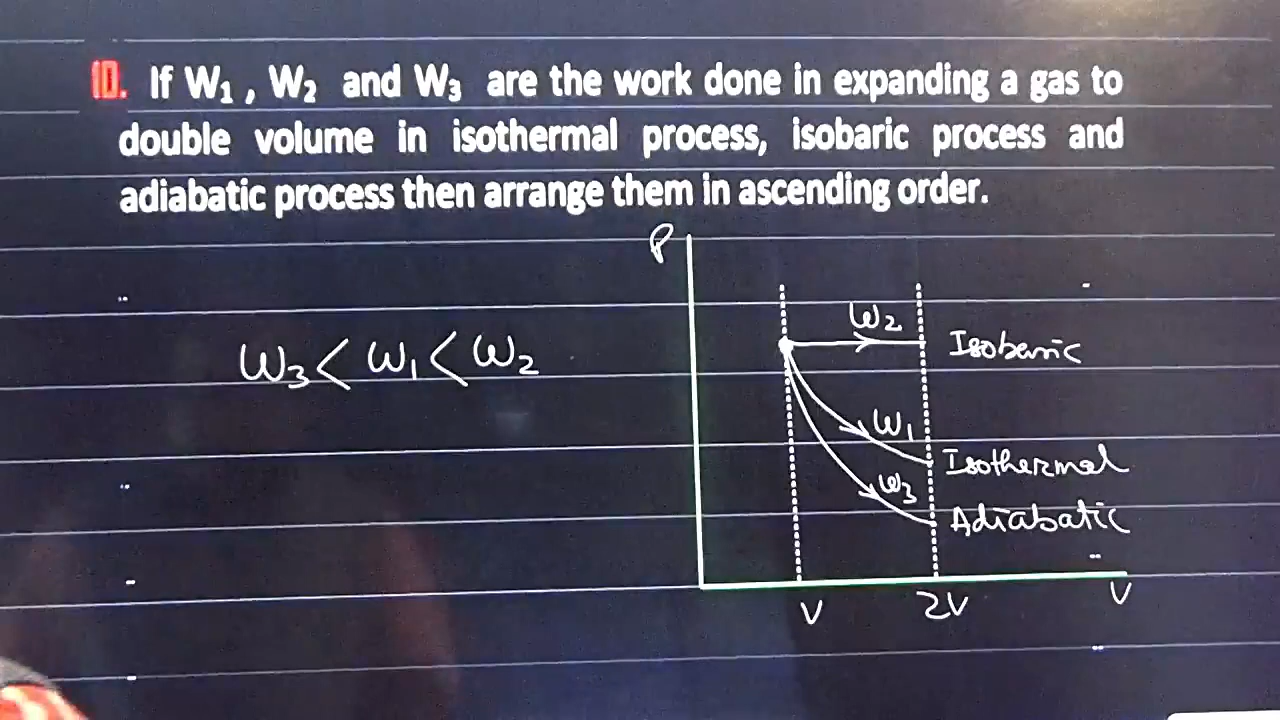 10. If W₁ , W₂ and W₃ are the work done in expanding a gas to
double volume in isothermal process, isobaric process and
adiabatic process then arrange them in ascending order.
P
W₂
Isobaric
W₃ < W₁ < W₂
W₁
Isothermal
W₃
Adiabatic
V
2V
V